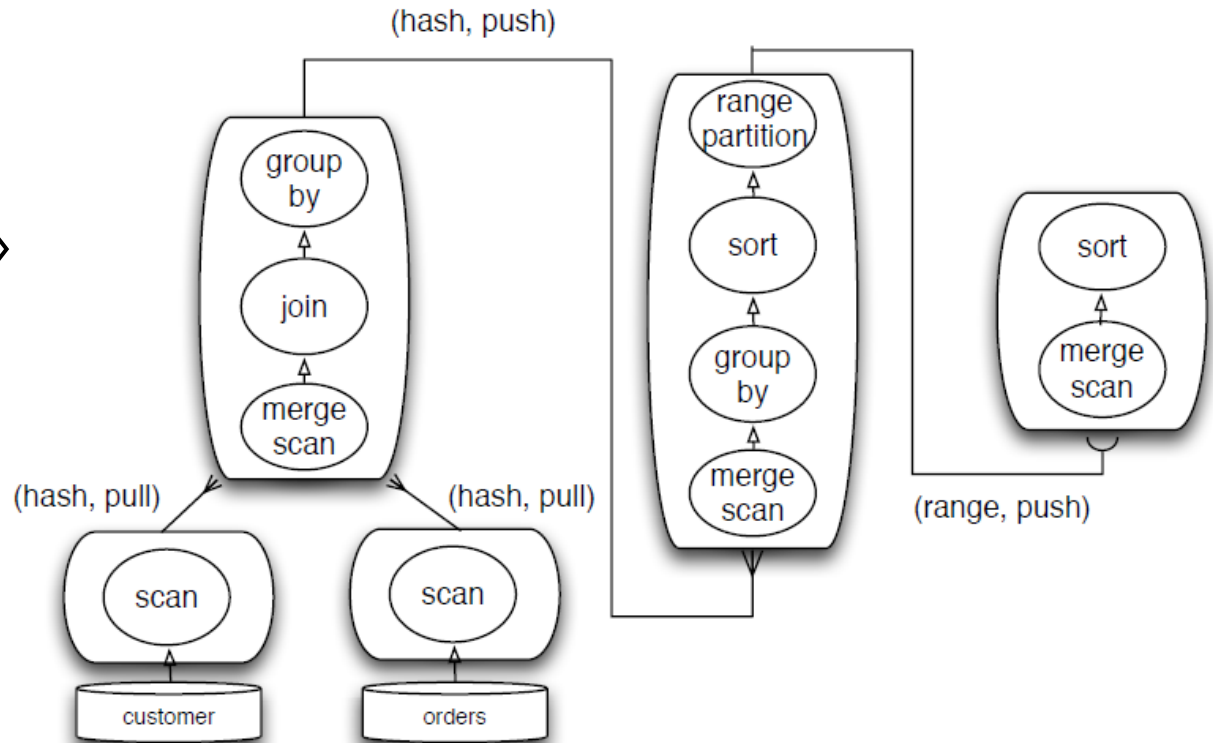 (hash, push)
group
by
join
merge
scan
(hash, pull)
(hash, pull)
scan
scan
customer
orders
range
partition
sort
group
by
merge
scan
sort
merge
scan
(range, push)